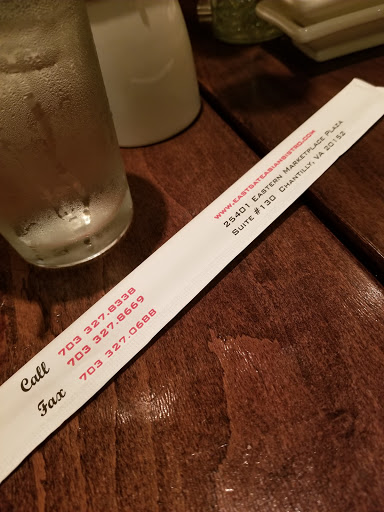 www.eastgateasianbistro.com
25401 Eastern Marketplace Plaza
Suite #130 Chantilly, VA 20152
Call 703 327.8338
703 327.8669
Fax 703 327.0688